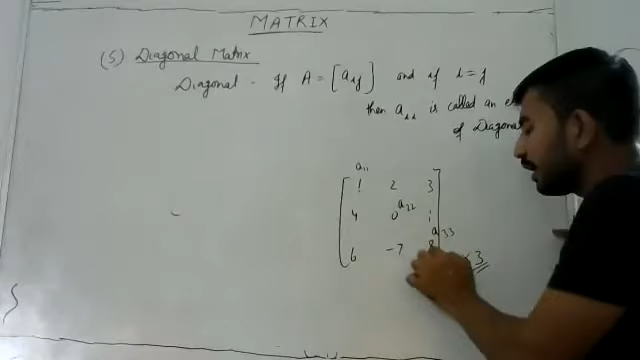 MATRIX
(5) Diagonal Matrix
Diagonal - If A = [aij] and if i = j
then aii is called an
of Diagonal
a11
1 2 3
a22
4 0 1
a33
6 -7 8
3